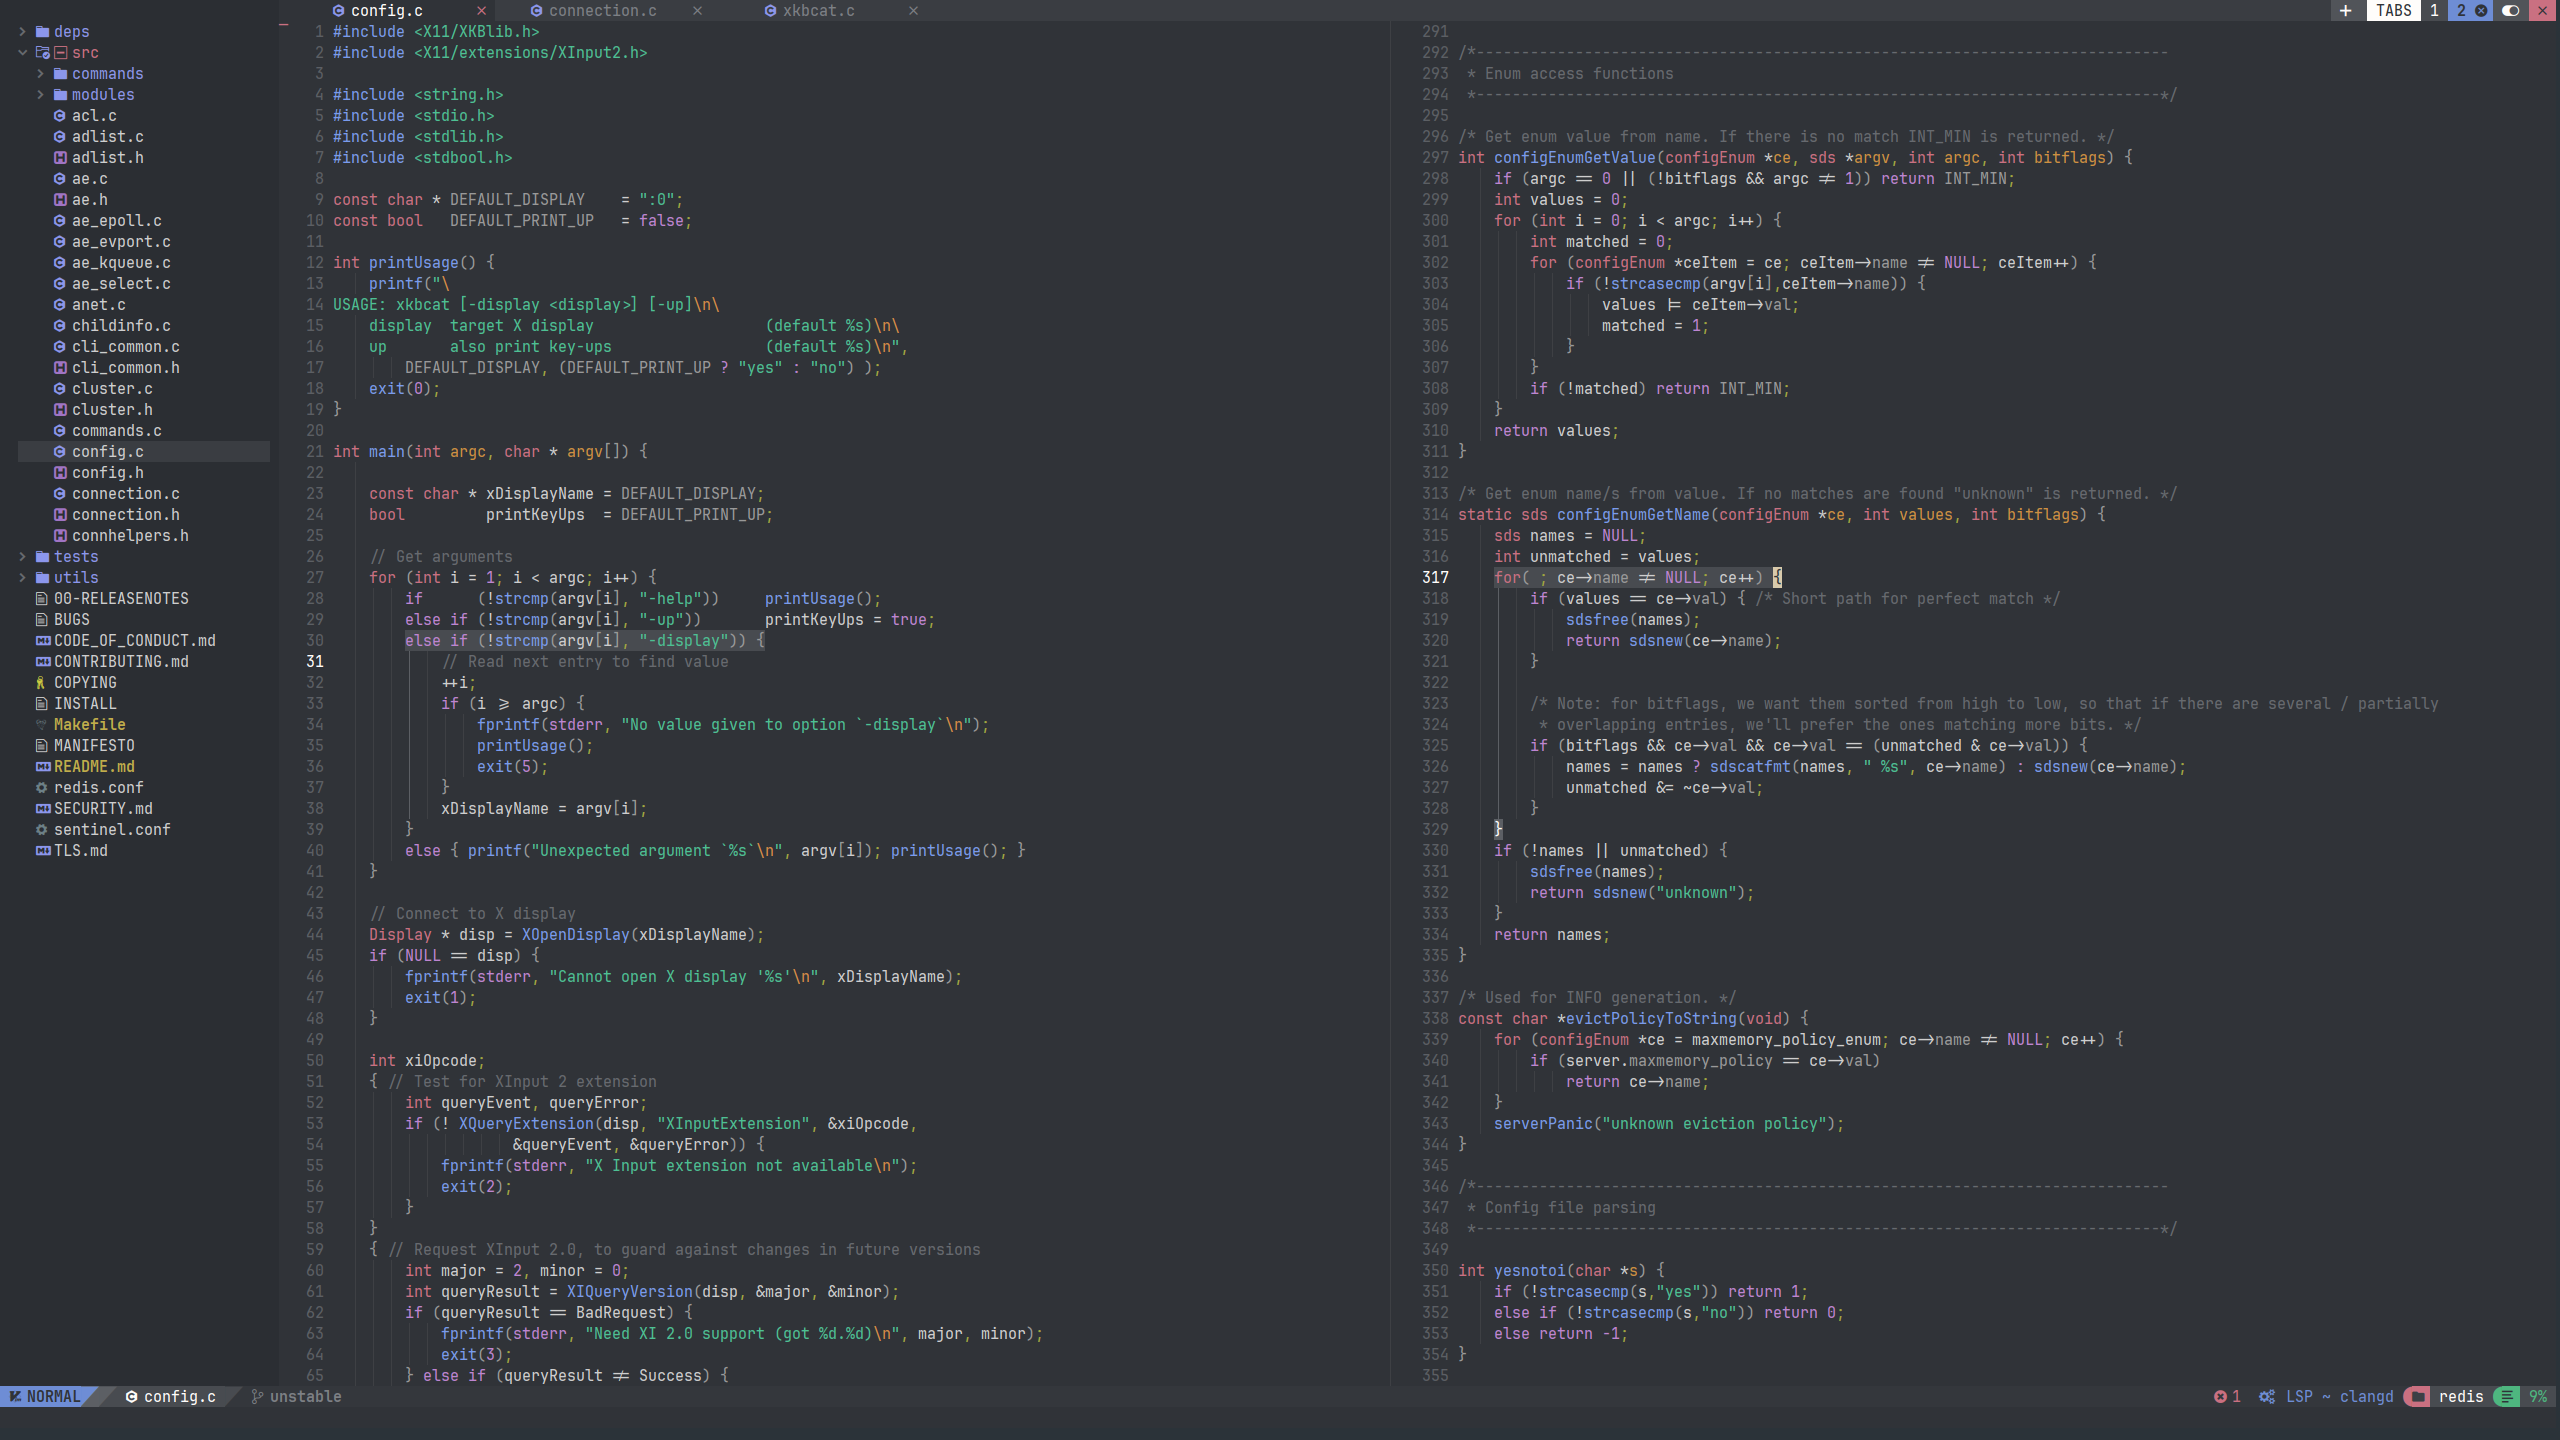 config.c
connection.c
xkbcat.c
+ TABS 1 2
deps
src
commands
modules
acl.c
adlist.c
adlist.h
ae.c
ae.h
ae_epoll.c
ae_evport.c
ae_kqueue.c
ae_select.c
anet.c
childinfo.c
cli_common.c
cli_common.h
cluster.c
cluster.h
commands.c
config.c
config.h
connection.c
connection.h
connhelpers.h
tests
utils
00-RELEASENOTES
BUGS
CODE_OF_CONDUCT.md
CONTRIBUTING.md
COPYING
INSTALL
Makefile
MANIFESTO
README.md
redis.conf
SECURITY.md
sentinel.conf
TLS.md
1 #include <X11/XKBlib.h>
2 #include <X11/extensions/XInput2.h>
3
4 #include <string.h>
5 #include <stdio.h>
6 #include <stdlib.h>
7 #include <stdbool.h>
8
9 const char * DEFAULT_DISPLAY    = ":0";
10 const bool   DEFAULT_PRINT_UP   = false;
11
12 int printUsage() {
13     printf("\
14 USAGE: xkbcat [-display <display>] [-up]\n\
15     display  target X display                   (default %s)\n\
16     up       also print key-ups                 (default %s)\n",
17         DEFAULT_DISPLAY, (DEFAULT_PRINT_UP ? "yes" : "no") );
18     exit(0);
19 }
20
21 int main(int argc, char * argv[]) {
22
23     const char * xDisplayName = DEFAULT_DISPLAY;
24     bool         printKeyUps  = DEFAULT_PRINT_UP;
25
26     // Get arguments
27     for (int i = 1; i < argc; i++) {
28         if      (!strcmp(argv[i], "-help"))     printUsage();
29         else if (!strcmp(argv[i], "-up"))       printKeyUps = true;
30         else if (!strcmp(argv[i], "-display")) {
31             // Read next entry to find value
32             ++i;
33             if (i >= argc) {
34                 fprintf(stderr, "No value given to option `-display`\n");
35                 printUsage();
36                 exit(5);
37             }
38             xDisplayName = argv[i];
39         }
40         else { printf("Unexpected argument `%s`\n", argv[i]); printUsage(); }
41     }
42
43     // Connect to X display
44     Display * disp = XOpenDisplay(xDisplayName);
45     if (NULL == disp) {
46         fprintf(stderr, "Cannot open X display '%s'\n", xDisplayName);
47         exit(1);
48     }
49
50     int xiOpcode;
51     { // Test for XInput 2 extension
52         int queryEvent, queryError;
53         if (! XQueryExtension(disp, "XInputExtension", &xiOpcode,
54                     &queryEvent, &queryError)) {
55             fprintf(stderr, "X Input extension not available\n");
56             exit(2);
57         }
58     }
59     { // Request XInput 2.0, to guard against changes in future versions
60         int major = 2, minor = 0;
61         int queryResult = XIQueryVersion(disp, &major, &minor);
62         if (queryResult == BadRequest) {
63             fprintf(stderr, "Need XI 2.0 support (got %d.%d)\n", major, minor);
64             exit(3);
65         } else if (queryResult != Success) {
291
292 /*-----------------------------------------------------------------------------
293  * Enum access functions
294  *----------------------------------------------------------------------------*/
295
296 /* Get enum value from name. If there is no match INT_MIN is returned. */
297 int configEnumGetValue(configEnum *ce, sds *argv, int argc, int bitflags) {
298     if (argc == 0 || (!bitflags && argc != 1)) return INT_MIN;
299     int values = 0;
300     for (int i = 0; i < argc; i++) {
301         int matched = 0;
302         for (configEnum *ceItem = ce; ceItem->name != NULL; ceItem++) {
303             if (!strcasecmp(argv[i],ceItem->name)) {
304                 values |= ceItem->val;
305                 matched = 1;
306             }
307         }
308         if (!matched) return INT_MIN;
309     }
310     return values;
311 }
312
313 /* Get enum name/s from value. If no matches are found "unknown" is returned. */
314 static sds configEnumGetName(configEnum *ce, int values, int bitflags) {
315     sds names = NULL;
316     int unmatched = values;
317     for( ; ce->name != NULL; ce++) {
318         if (values == ce->val) { /* Short path for perfect match */
319             sdsfree(names);
320             return sdsnew(ce->name);
321         }
322
323         /* Note: for bitflags, we want them sorted from high to low, so that if there are several / partially
324          * overlapping entries, we'll prefer the ones matching more bits. */
325         if (bitflags && ce->val && ce->val == (unmatched & ce->val)) {
326             names = names ? sdscatfmt(names, " %s", ce->name) : sdsnew(ce->name);
327             unmatched &= ~ce->val;
328         }
329     }
330     if (!names || unmatched) {
331         sdsfree(names);
332         return sdsnew("unknown");
333     }
334     return names;
335 }
336
337 /* Used for INFO generation. */
338 const char *evictPolicyToString(void) {
339     for (configEnum *ce = maxmemory_policy_enum; ce->name != NULL; ce++) {
340         if (server.maxmemory_policy == ce->val)
341             return ce->name;
342     }
343     serverPanic("unknown eviction policy");
344 }
345
346 /*-----------------------------------------------------------------------------
347  * Config file parsing
348  *----------------------------------------------------------------------------*/
349
350 int yesnotoi(char *s) {
351     if (!strcasecmp(s,"yes")) return 1;
352     else if (!strcasecmp(s,"no")) return 0;
353     else return -1;
354 }
355
NORMAL config.c unstable
1 LSP ~ clangd redis 9%